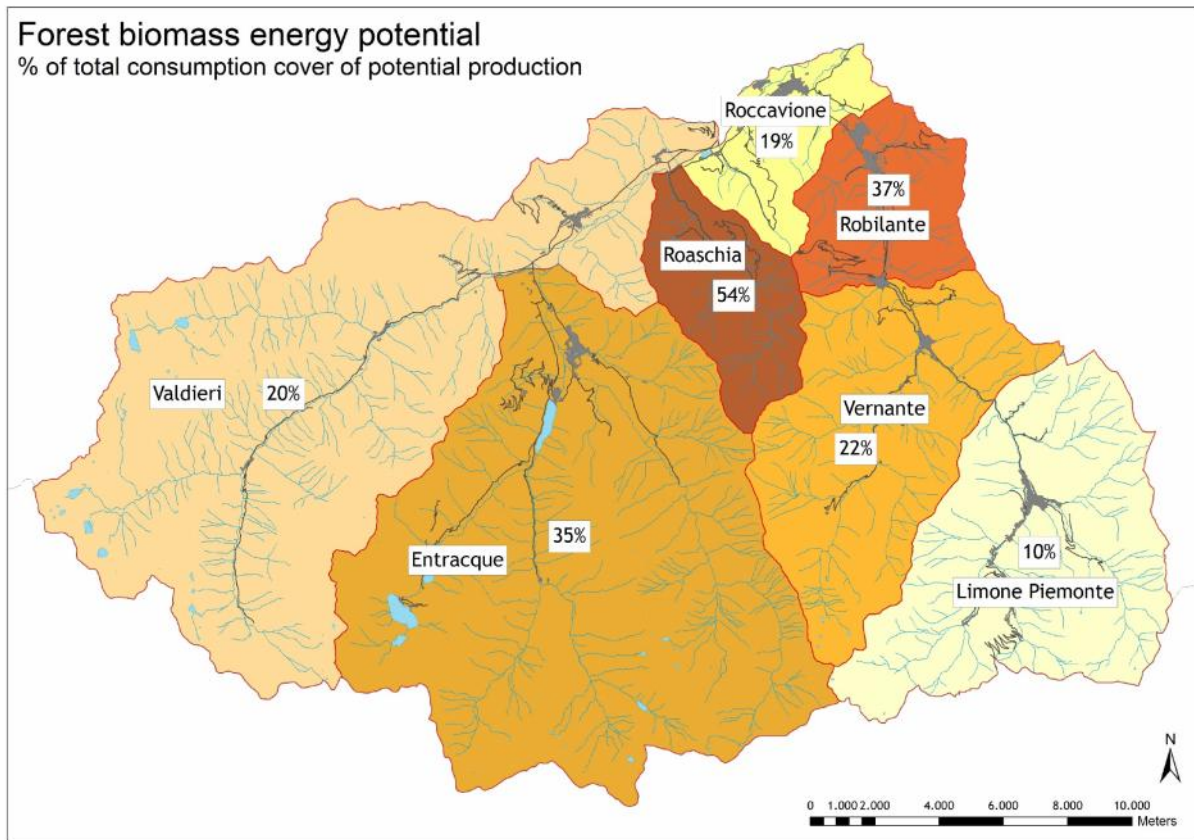 Forest biomass energy potential
% of total consumption cover of potential production
Roccavione
19%
37%
Robilante
Roaschia
54%
Valdieri
20%
Vernante
22%
Entracque
35%
10%
Limone Piemonte
N
0 1.000 2.000 4.000 6.000 8.000 10.000
Meters